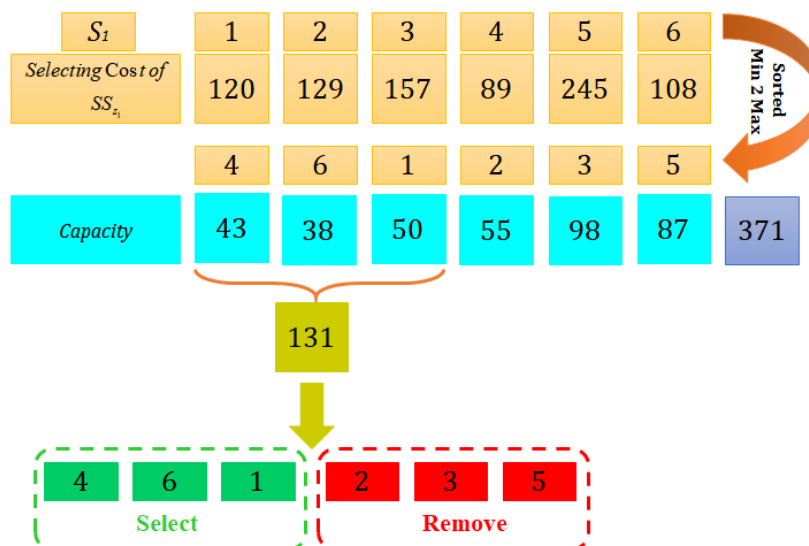 S1 1 2 3 4 5 6
Selecting Cost of
SSs1 120 129 157 89 245 108
Sorted
Min 2 Max
4 6 1 2 3 5
Capacity 43 38 50 55 98 87 371
131
4 6 1 2 3 5
Select Remove